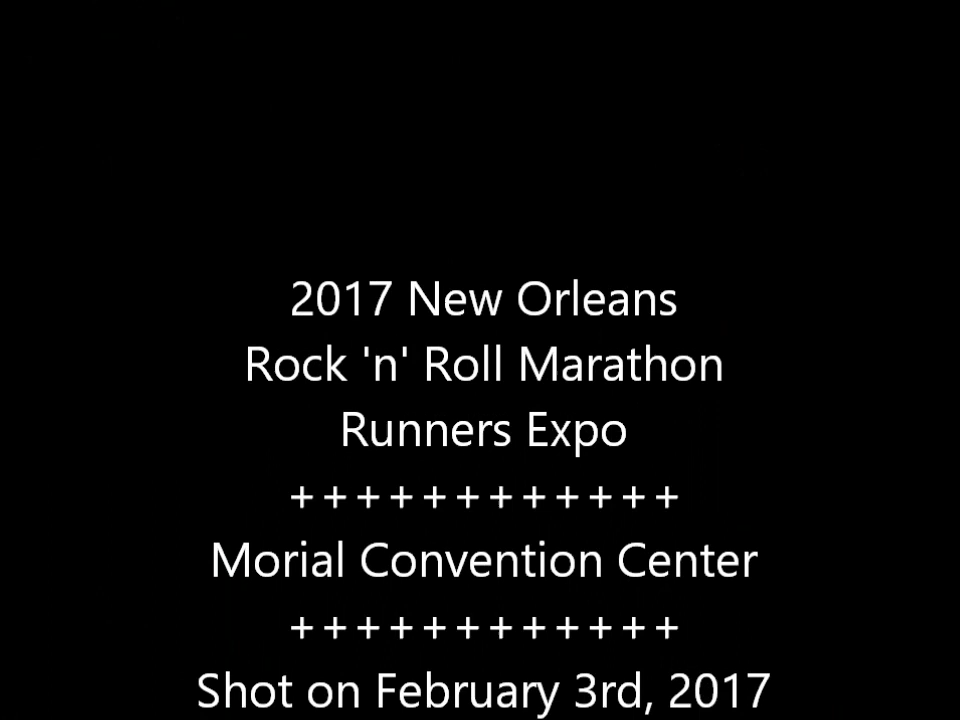 2017 New Orleans
Rock 'n' Roll Marathon
Runners Expo
++++++++++++
Morial Convention Center
++++++++++++
Shot on February 3rd, 2017